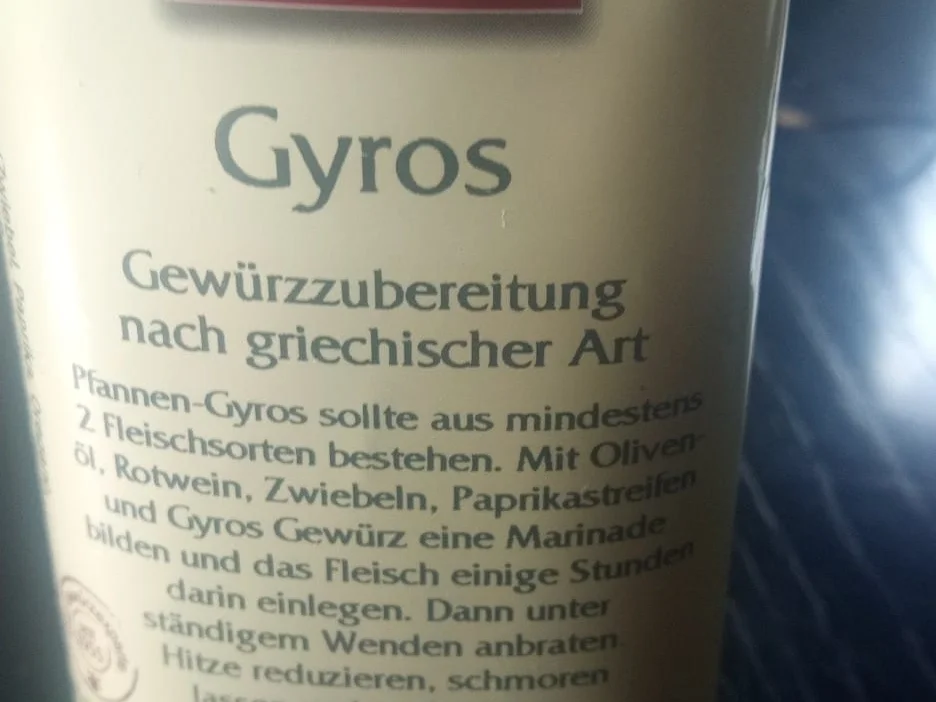 Gyros
Gewürzzubereitung
nach griechischer Art
Pfannen-Gyros sollte aus mindestens
2 Fleischsorten bestehen. Mit Oliven-
öl, Rotwein, Zwiebeln, Paprikastreifen
und Gyros Gewürz eine Marinade
bilden und das Fleisch einige Stunden
darin einlegen. Dann unter
ständigem Wenden anbraten.
Hitze reduzieren, schmoren